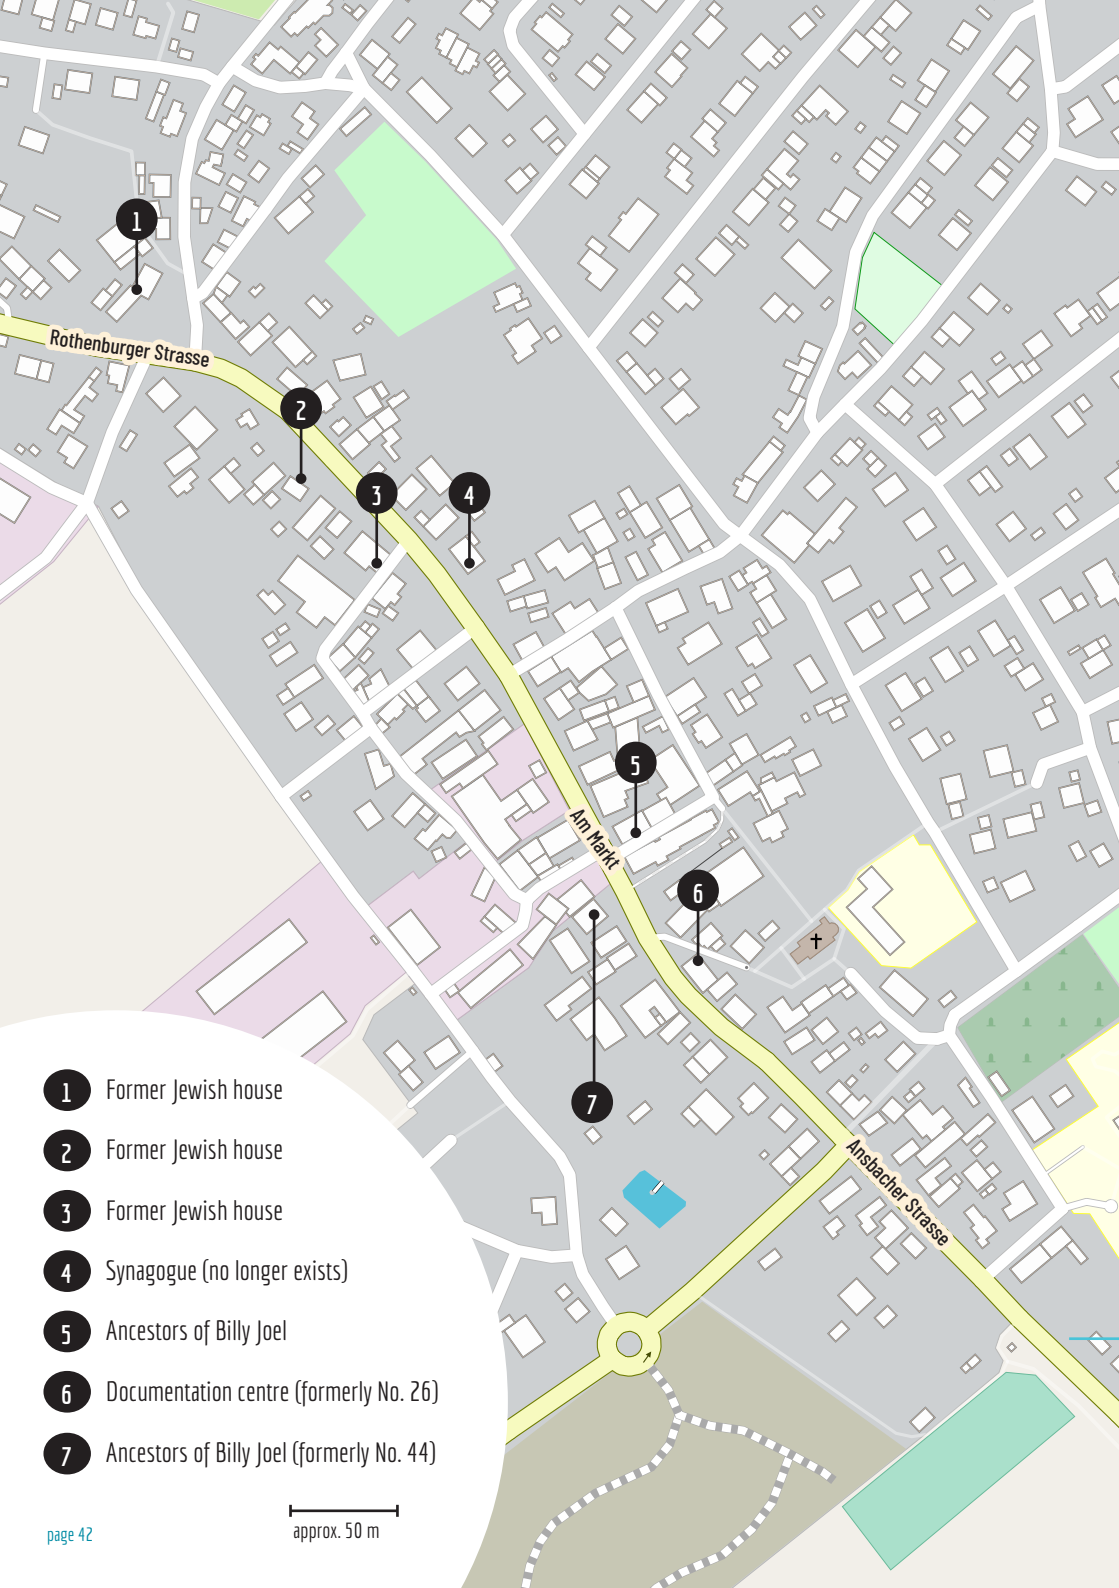 1
Rothenburger Strasse
2
3
4
5
Am Markt
6
7
Ansbacher Strasse
1 Former Jewish house
2 Former Jewish house
3 Former Jewish house
4 Synagogue (no longer exists)
5 Ancestors of Billy Joel
6 Documentation centre (formerly No. 26)
7 Ancestors of Billy Joel (formerly No. 44)
approx. 50 m
page 42